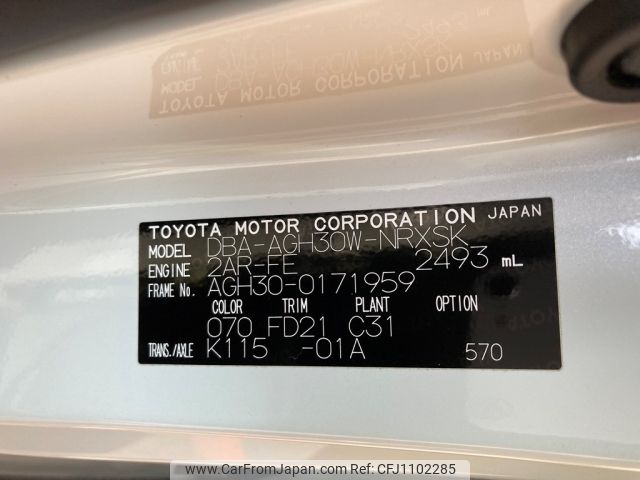 TOYOTA MOTOR CORPORATION JAPAN
MODEL DBA-AGH30W-NRXSK
ENGINE 2AR-FE 2493 mL
FRAME No. AGH30-0171959
COLOR TRIM PLANT OPTION
070 FD21 C31
TRANS./AXLE K115 -01A 570
www.CarFromJapan.com - CFJ1102285